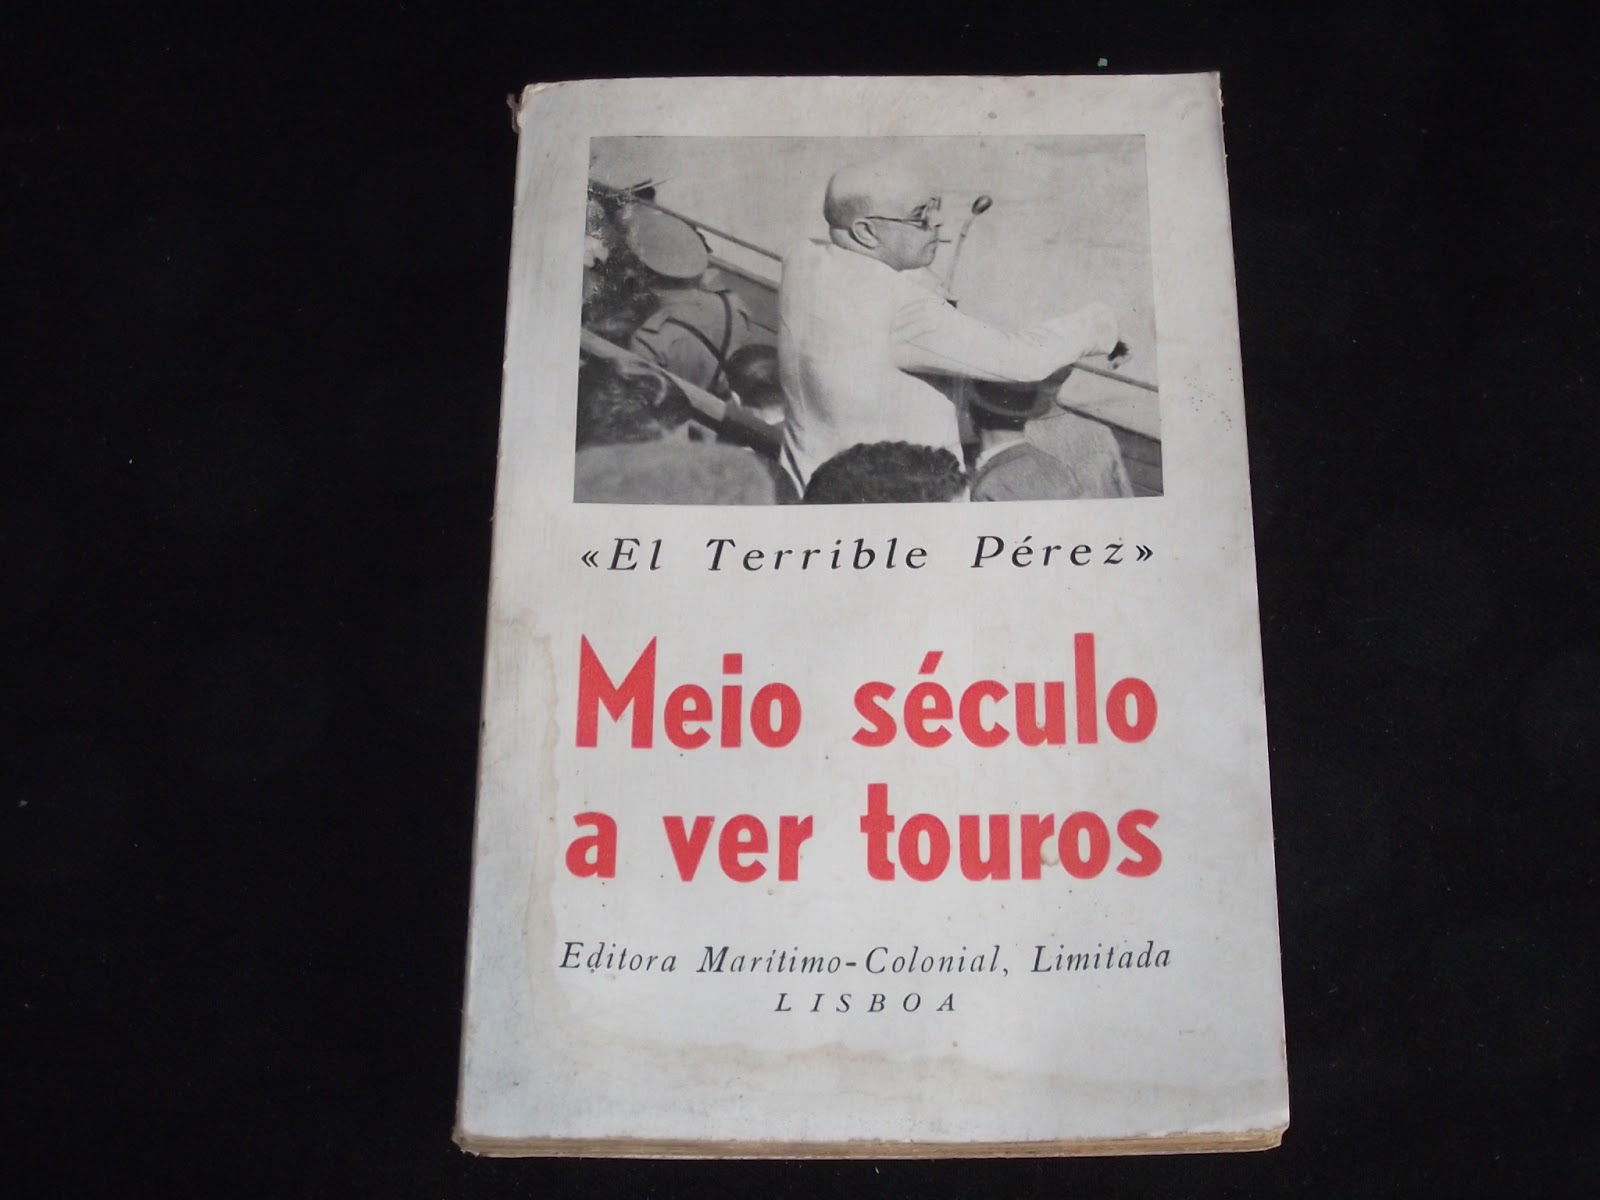 «El Terrible Pérez»
Meio século
a ver touros
Editora Marítimo-Colonial, Limitada
LISBOA